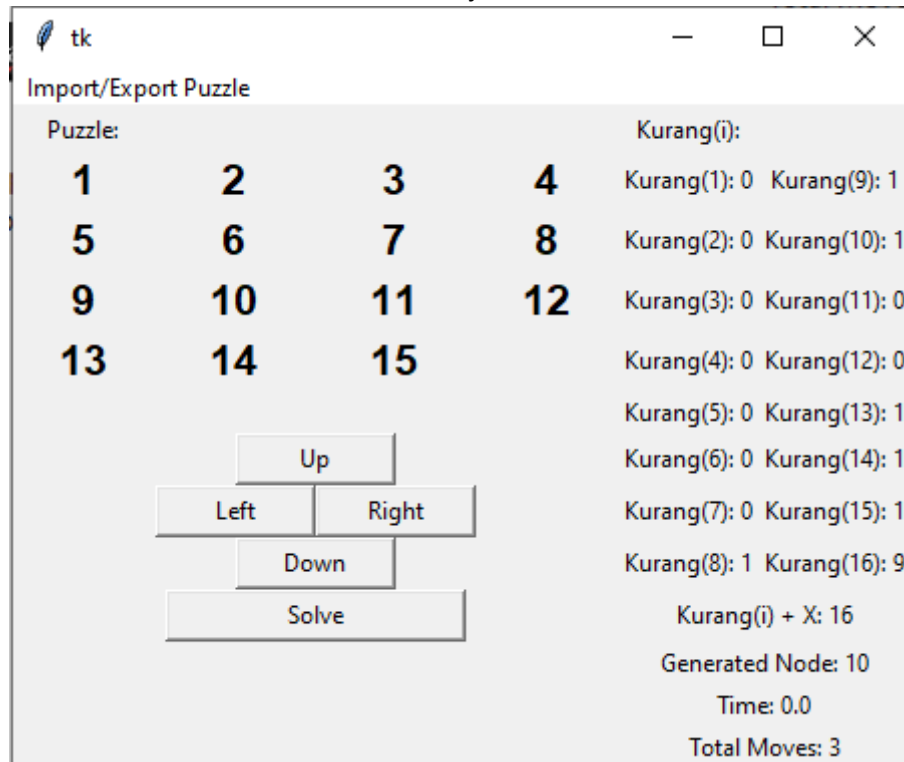 tk
Import/Export Puzzle
Puzzle: Kurang(i):
1 2 3 4 Kurang(1): 0 Kurang(9): 1
5 6 7 8 Kurang(2): 0 Kurang(10): 1
9 10 11 12 Kurang(3): 0 Kurang(11): 0
13 14 15 Kurang(4): 0 Kurang(12): 0
Kurang(5): 0 Kurang(13): 1
Up Kurang(6): 0 Kurang(14): 1
Left Right Kurang(7): 0 Kurang(15): 1
Down Kurang(8): 1 Kurang(16): 9
Solve Kurang(i) + X: 16
Generated Node: 10
Time: 0.0
Total Moves: 3